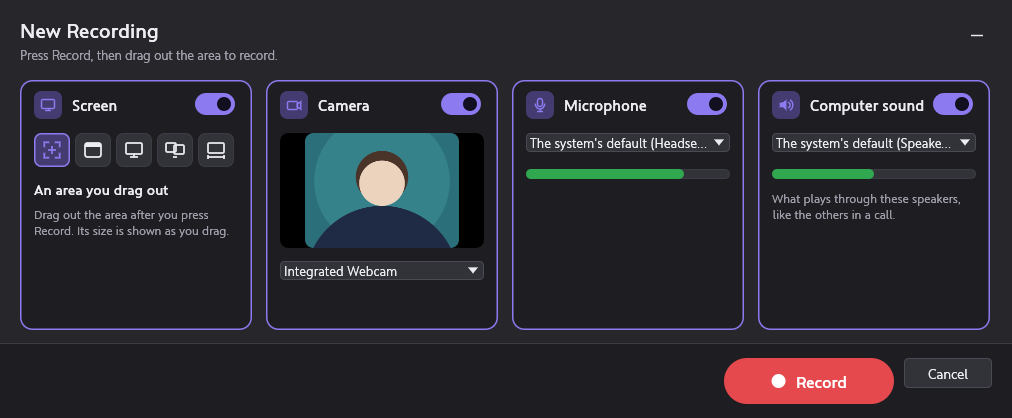 New Recording
Press Record, then drag out the area to record.
Screen
An area you drag out
Drag out the area after you press
Record. Its size is shown as you drag.
Camera
Integrated Webcam
Microphone
The system's default (Headse...
Computer sound
The system's default (Speake...
What plays through these speakers,
like the others in a call.
Record
Cancel